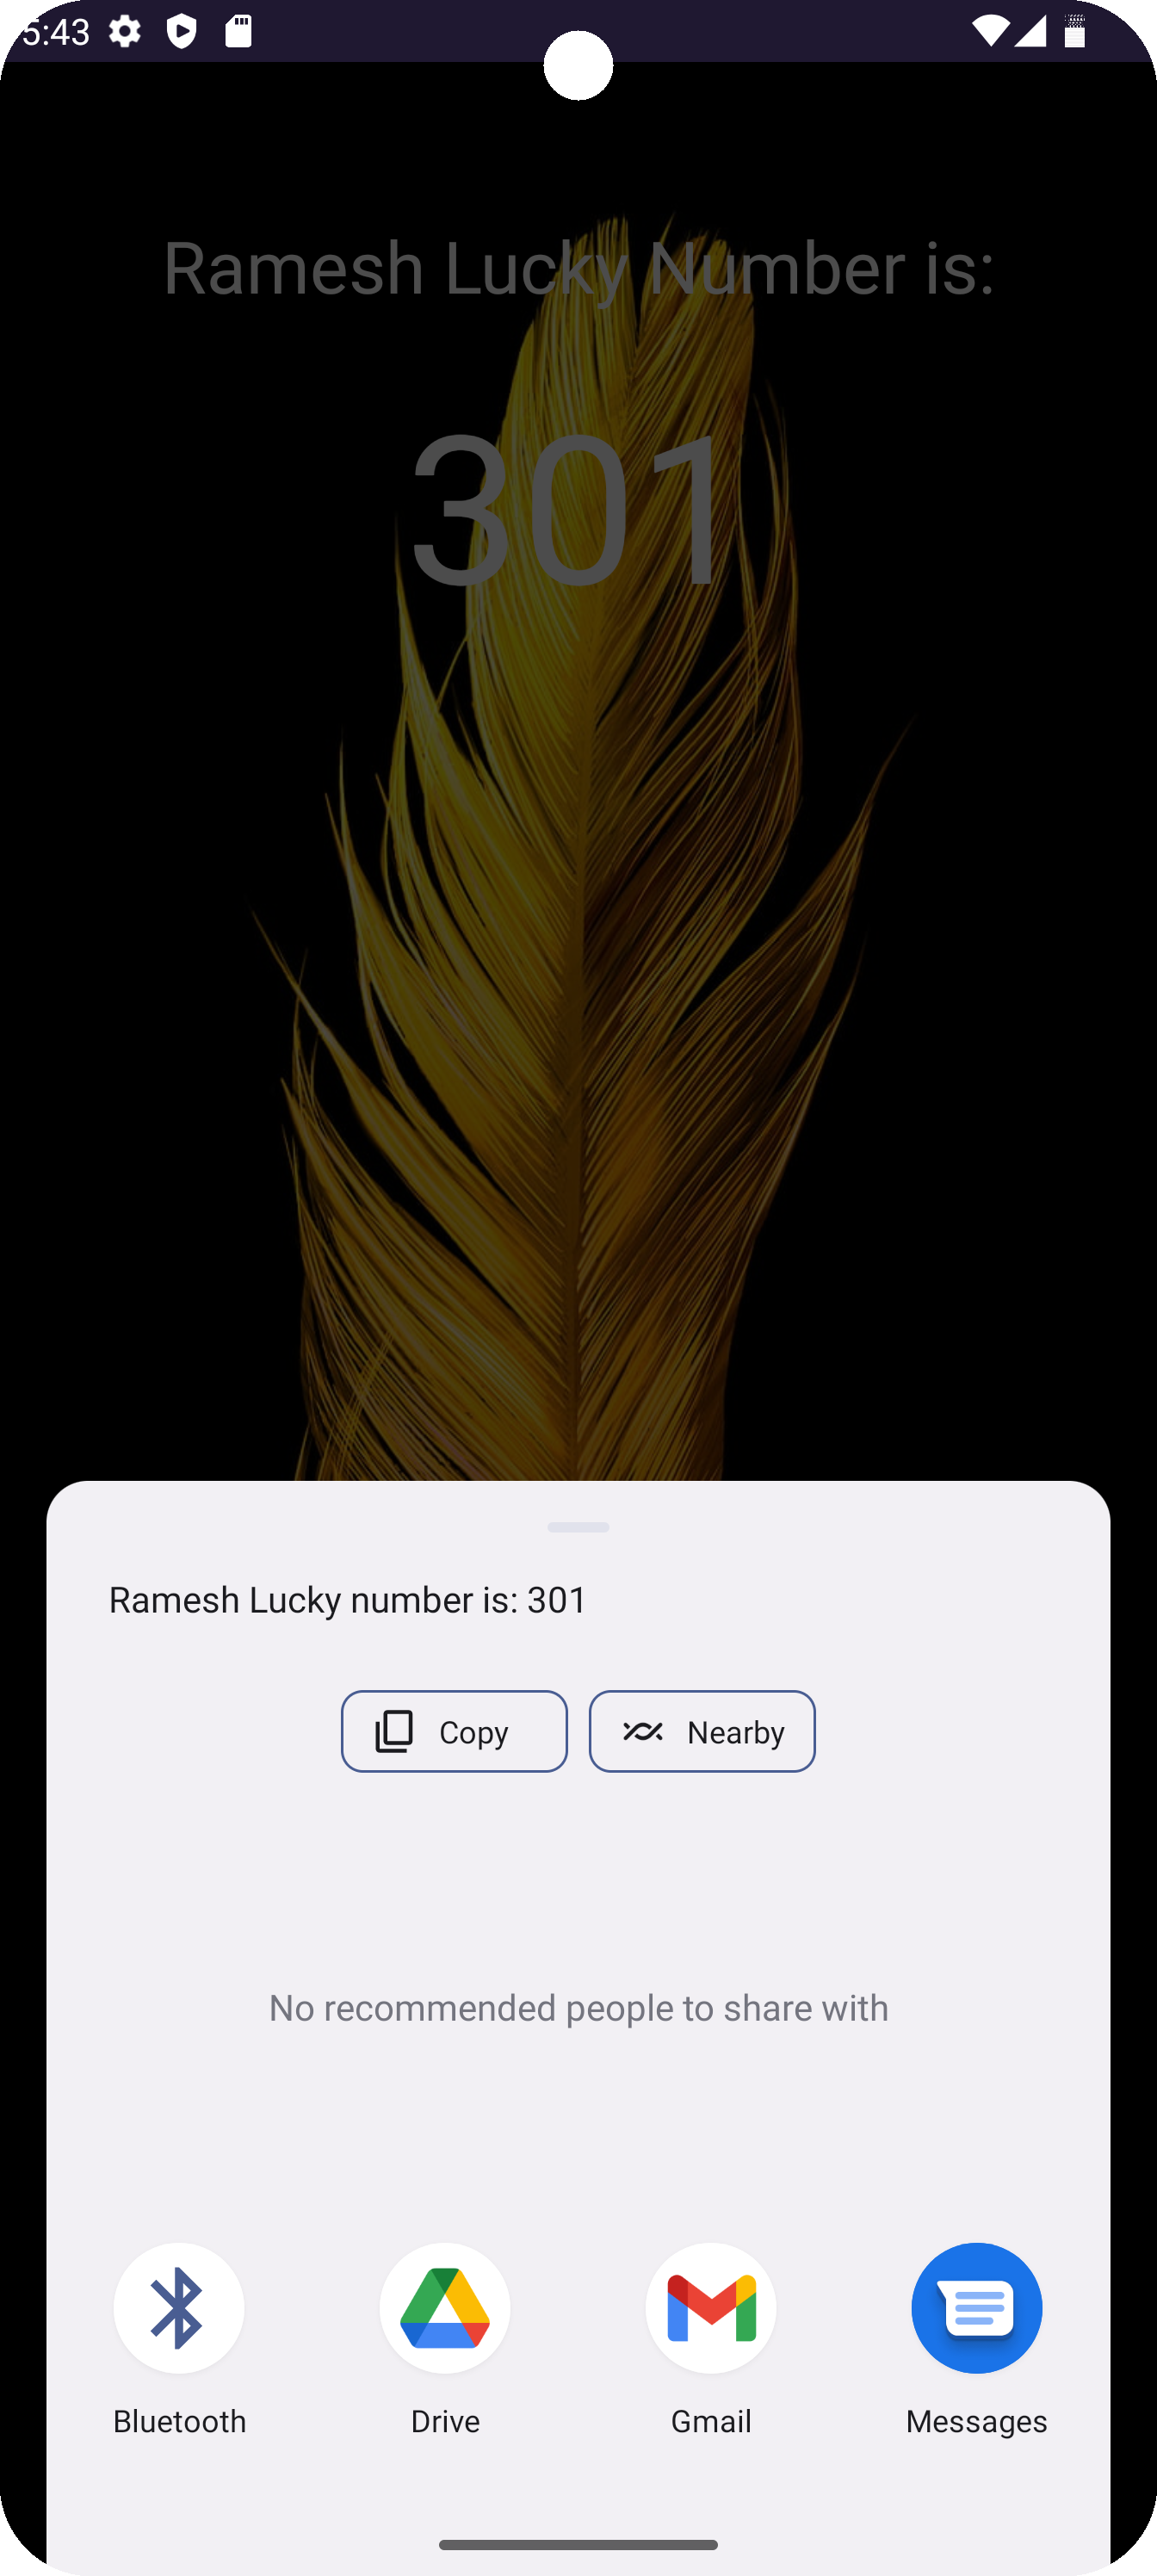 5:43
Ramesh Lucky Number is:
301
Ramesh Lucky number is: 301
Copy
Nearby
No recommended people to share with
Bluetooth
Drive
Gmail
Messages